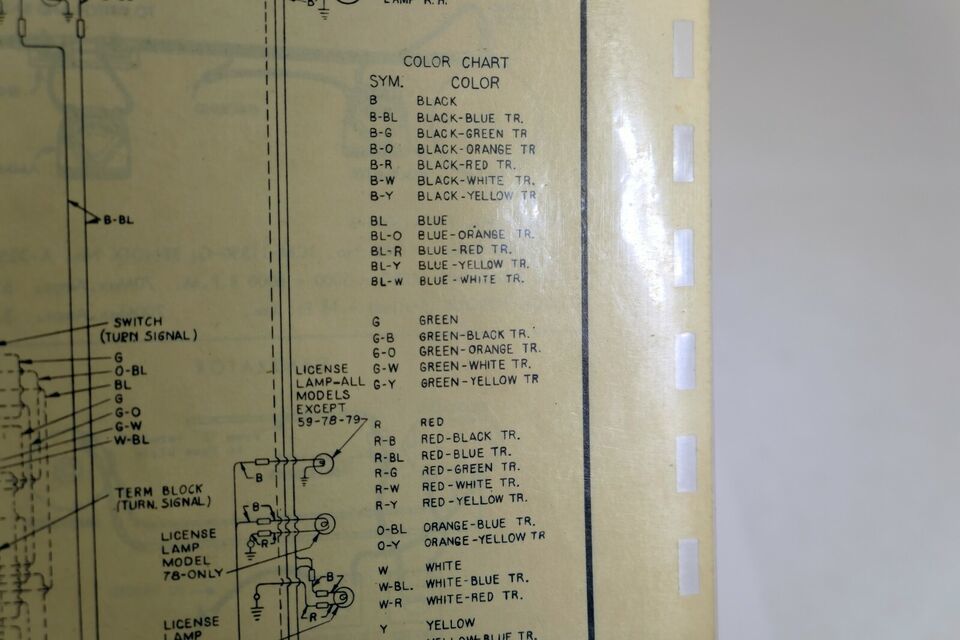 LAMP R.H.
B
COLOR CHART
SYM. COLOR
B BLACK
B-BL BLACK-BLUE TR.
B-G BLACK-GREEN TR
B-O BLACK-ORANGE TR
B-R BLACK-RED TR.
B-W BLACK-WHITE TR.
B-Y BLACK-YELLOW TR
BL BLUE
BL-O BLUE-ORANGE TR.
BL-R BLUE-RED TR.
BL-Y BLUE-YELLOW TR.
BL-W BLUE-WHITE TR.
G GREEN
G-B GREEN-BLACK TR.
G-O GREEN-ORANGE TR.
G-W GREEN-WHITE TR.
G-Y GREEN-YELLOW TR
R RED
R-B RED-BLACK TR.
R-BL RED-BLUE TR.
R-G RED-GREEN TR.
R-W RED-WHITE TR.
R-Y RED-YELLOW TR.
O-BL ORANGE-BLUE TR.
O-Y ORANGE-YELLOW TR
W WHITE
W-BL. WHITE-BLUE TR.
W-R WHITE-RED TR.
Y YELLOW
YELLOW-BLUE TR.
B-BL
SWITCH
(TURN SIGNAL)
G
O-BL
BL
G
G-O
G-W
W-BL
LICENSE
LAMP-ALL
MODELS
EXCEPT
59-78-79
B
TERM BLOCK
(TURN. SIGNAL)
B
R
LICENSE
LAMP
MODEL
78-ONLY
B
R
LICENSE
LAMP